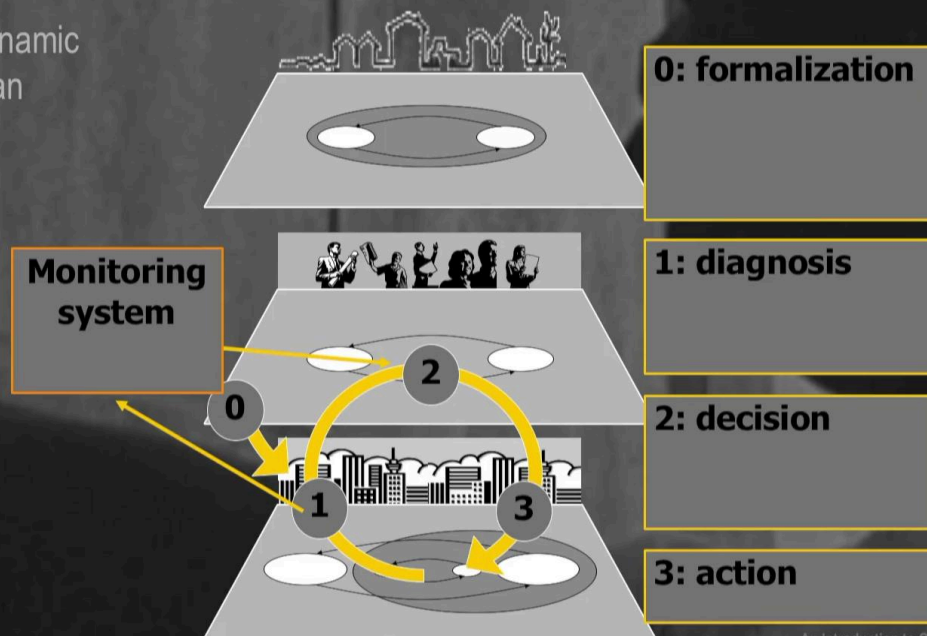 0: formalization
Monitoring
system
1: diagnosis
2
0
2: decision
1
3
3: action